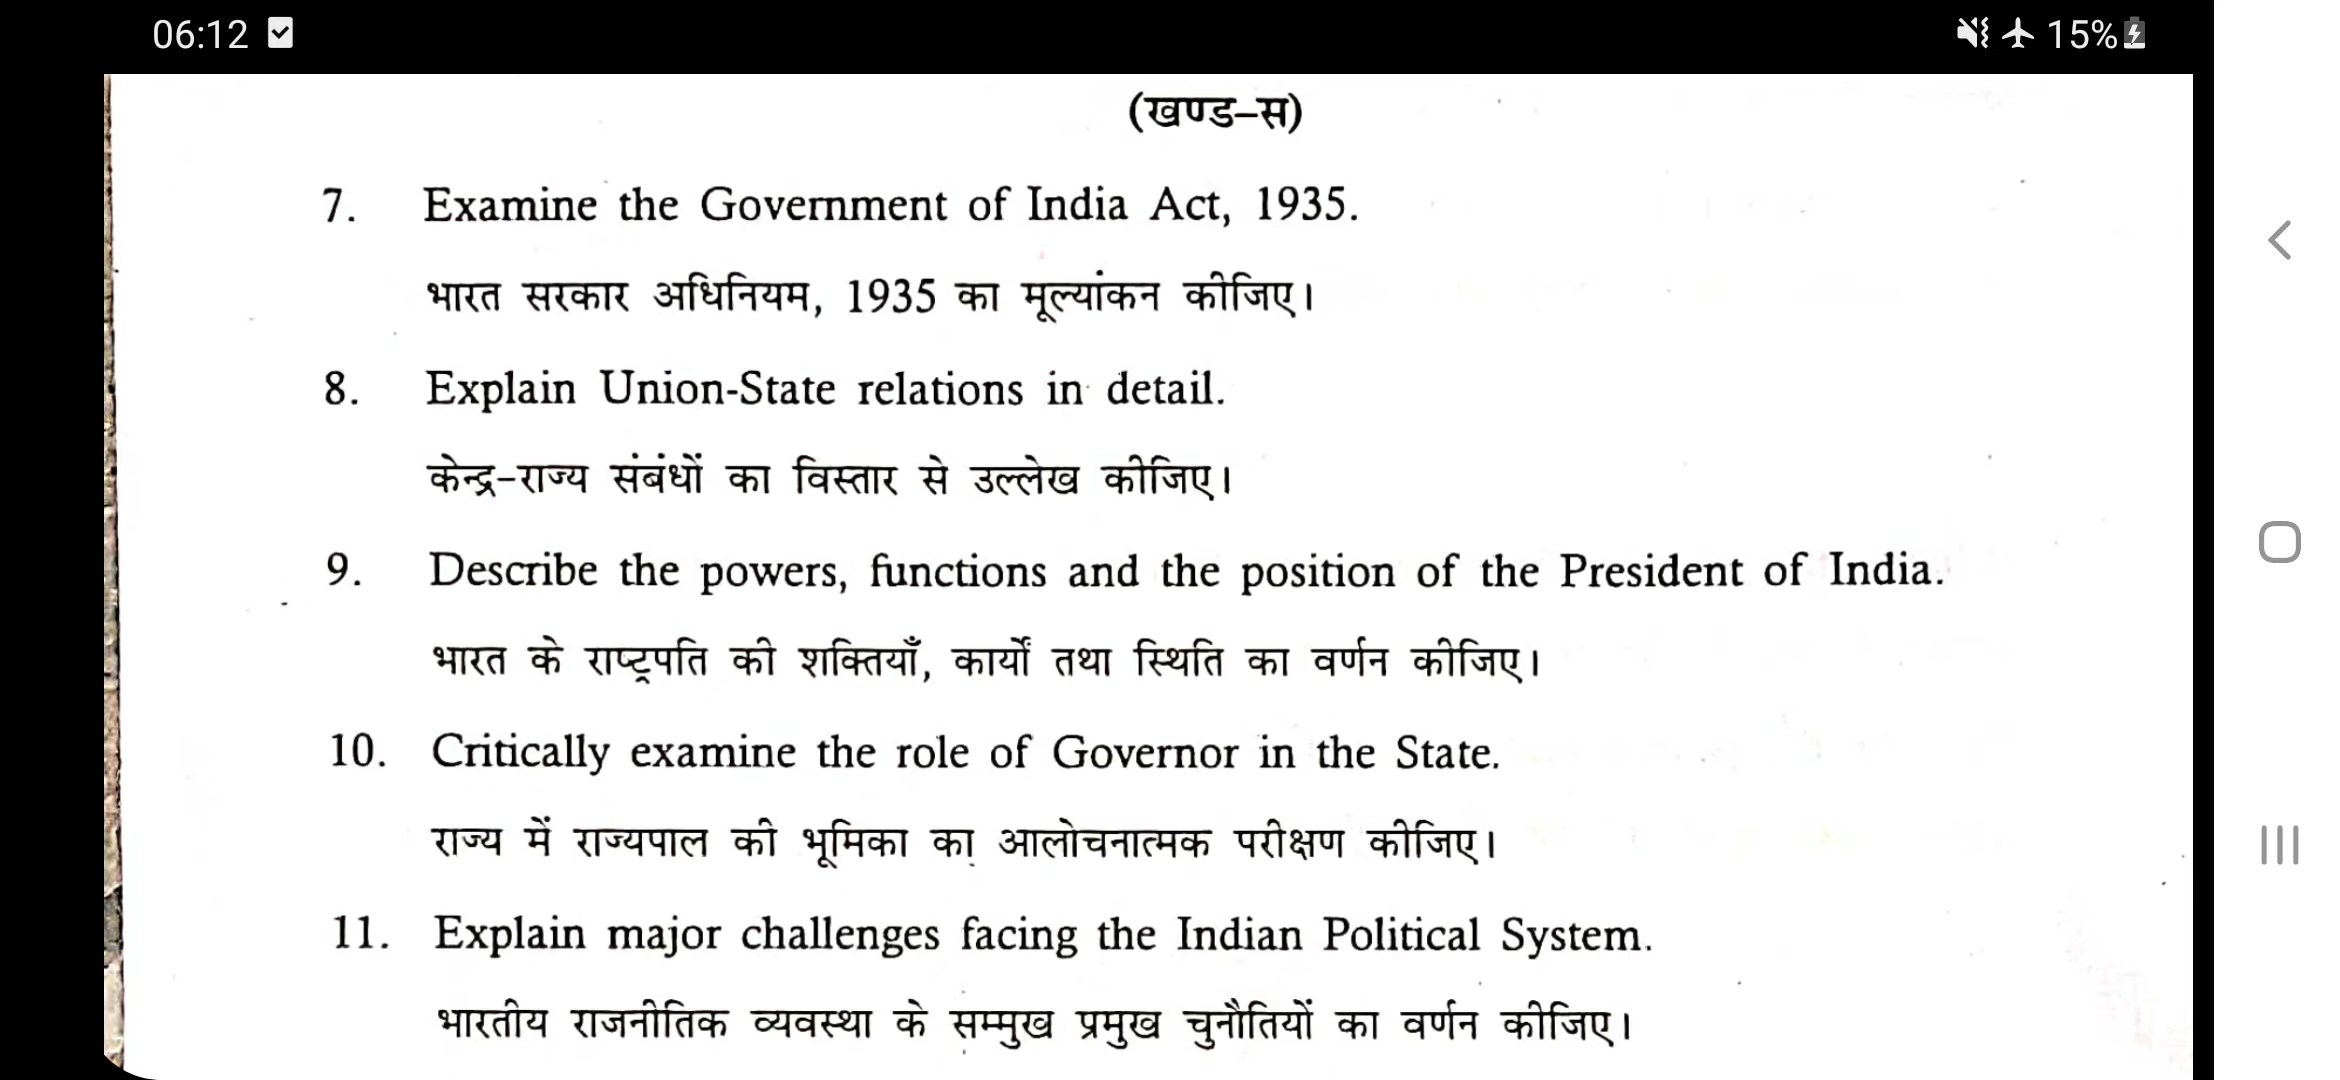 06:12
15%
(खण्ड-स)
7. Examine the Government of India Act, 1935.
भारत सरकार अधिनियम, 1935 का मूल्यांकन कीजिए।
8. Explain Union-State relations in detail.
केन्द्र-राज्य संबंधों का विस्तार से उल्लेख कीजिए।
9. Describe the powers, functions and the position of the President of India.
भारत के राष्ट्रपति की शक्तियाँ, कार्यों तथा स्थिति का वर्णन कीजिए।
10. Critically examine the role of Governor in the State.
राज्य में राज्यपाल की भूमिका का आलोचनात्मक परीक्षण कीजिए।
11. Explain major challenges facing the Indian Political System.
भारतीय राजनीतिक व्यवस्था के सम्मुख प्रमुख चुनौतियों का वर्णन कीजिए।